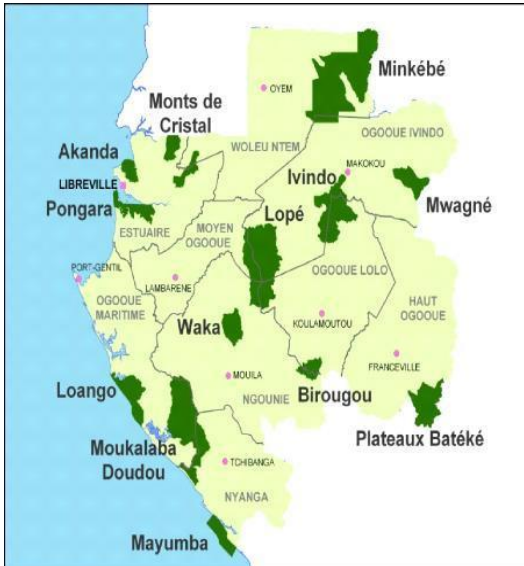 OYEM
Minkébé
Monts de
Cristal
OGOOUE IVINDO
WOLEU NTEM
Akanda
MAKOKOU
LIBREVILLE
Ivindo
Mwagné
Pongara
Lopé
ESTUAIRE
MOYEN
OGOOUE
PORT-GENTIL
LAMBARENE
OGOOUE LOLO
HAUT
OGOOUE
OGOOUE
MARITIME
Waka
KOULAMOUTOU
FRANCEVILLE
MOUILA
Loango
Birougou
NGOUNIE
Plateaux Batéké
Moukalaba
Doudou
TCHIBANGA
NYANGA
Mayumba